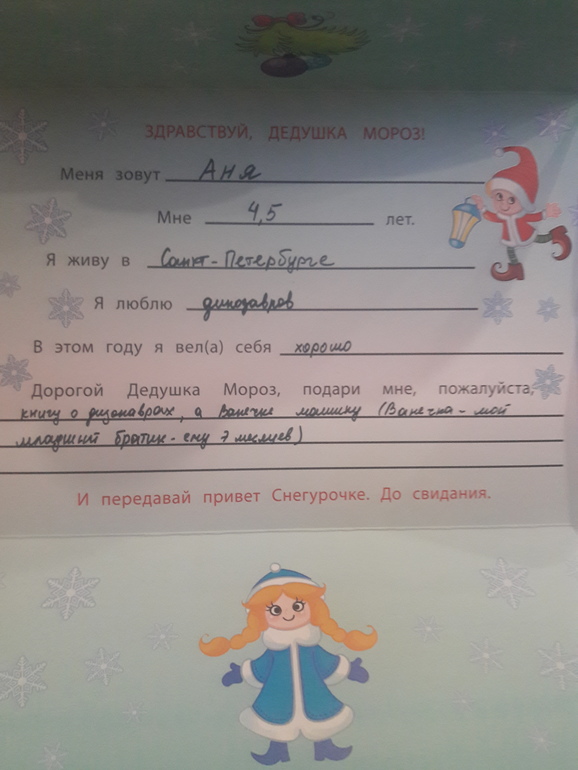 ЗДРАВСТВУЙ, ДЕДУШКА МОРОЗ!
Меня зовут Аня
Мне 4,5 лет.
Я живу в Санкт-Петербурге
Я люблю динозавров
В этом году я вел(а) себя хорошо
Дорогой Дедушка Мороз, подари мне, пожалуйста,
книгу о динозаврах, а Ванечке машинку (Ванечка - мой
младший братик - ему 7 месяцев)
И передавай привет Снегурочке. До свидания.